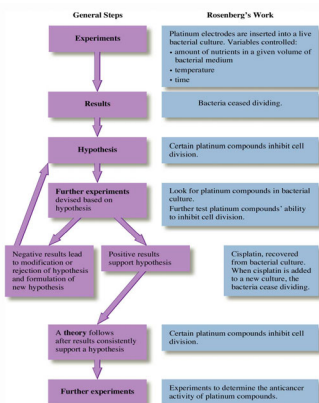 General Steps
Rosenberg's Work
Experiments
Platinum electrodes are inserted into a live
bacterial culture. Variables controlled:
• amount of nutrients in a given volume of
bacterial medium
• temperature
• time
Results
Bacteria ceased dividing.
Hypothesis
Certain platinum compounds inhibit cell
division.
Further experiments
devised based on
hypothesis
Look for platinum compounds in bacterial
culture.
Further test platinum compounds' ability
to inhibit cell division.
Negative results lead
to modification or
rejection of hypothesis
and formulation of
new hypothesis
Positive results
support hypothesis
Cisplatin, recovered
from bacterial culture.
When cisplatin is added
to a new culture, the
bacteria cease dividing.
A theory follows
after results consistently
support a hypothesis
Certain platinum compounds inhibit cell
division.
Further experiments
Experiments to determine the anticancer
activity of platinum compounds.